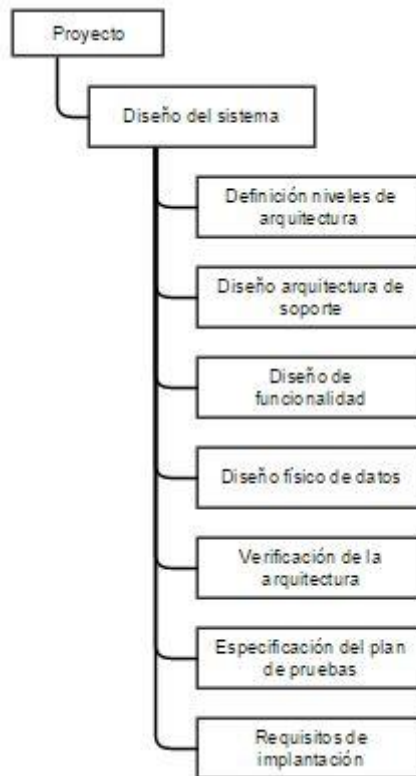 Proyecto
Diseño del sistema
Definición niveles de
arquitectura
Diseño arquitectura de
soporte
Diseño de
funcionalidad
Diseño físico de datos
Verificación de la
arquitectura
Especificación del plan
de pruebas
Requisitos de
implantación